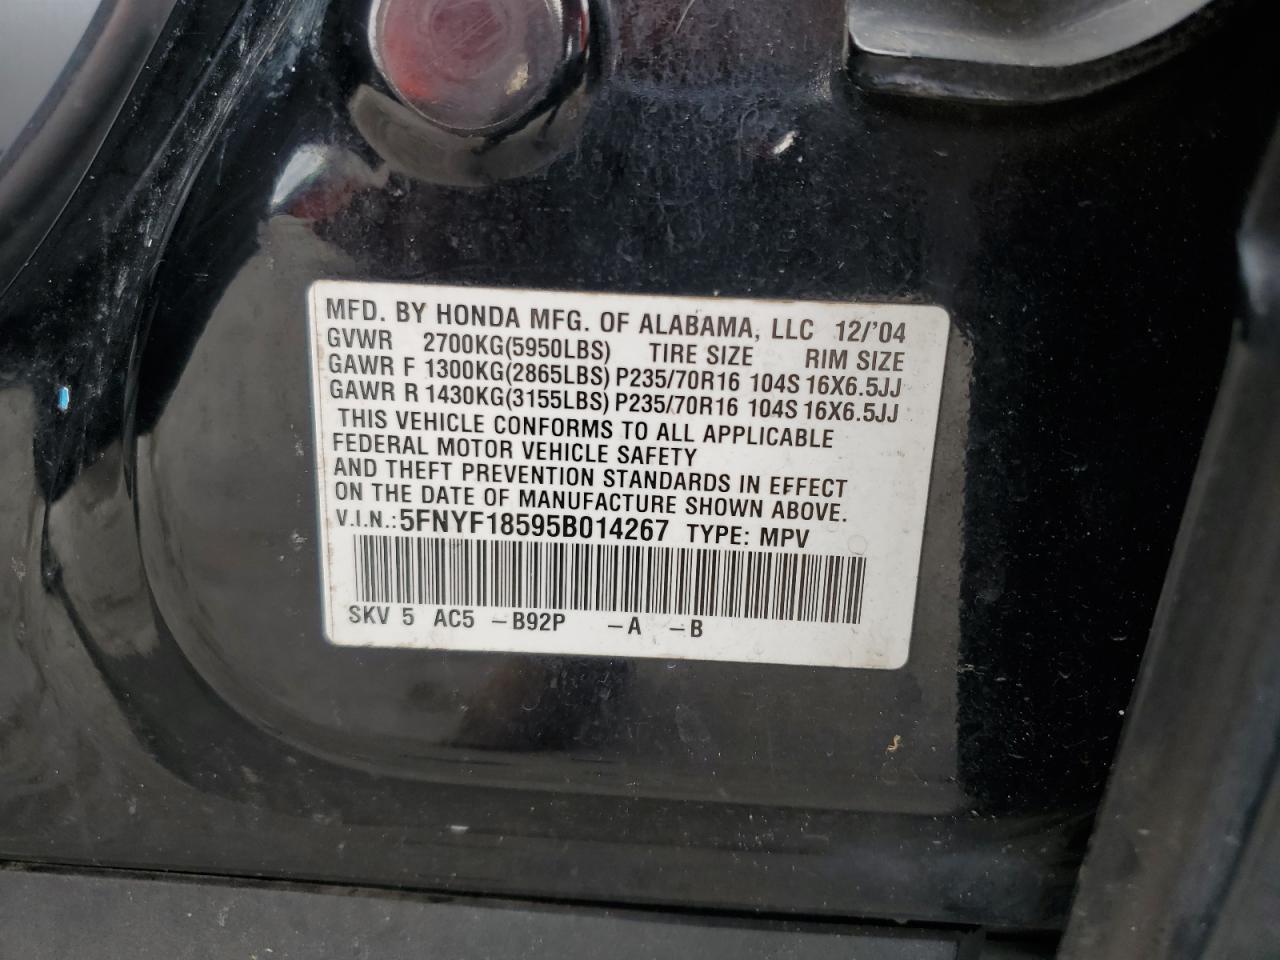 MFD. BY HONDA MFG. OF ALABAMA, LLC 12/'04
GVWR 2700KG(5950LBS) TIRE SIZE RIM SIZE
GAWR F 1300KG(2865LBS) P235/70R16 104S 16X6.5JJ
GAWR R 1430KG(3155LBS) P235/70R16 104S 16X6.5JJ
THIS VEHICLE CONFORMS TO ALL APPLICABLE
FEDERAL MOTOR VEHICLE SAFETY
AND THEFT PREVENTION STANDARDS IN EFFECT
ON THE DATE OF MANUFACTURE SHOWN ABOVE.
V.I.N.: 5FNYF18595B014267 TYPE: MPV
SKV 5 AC5 -B92P -A -B